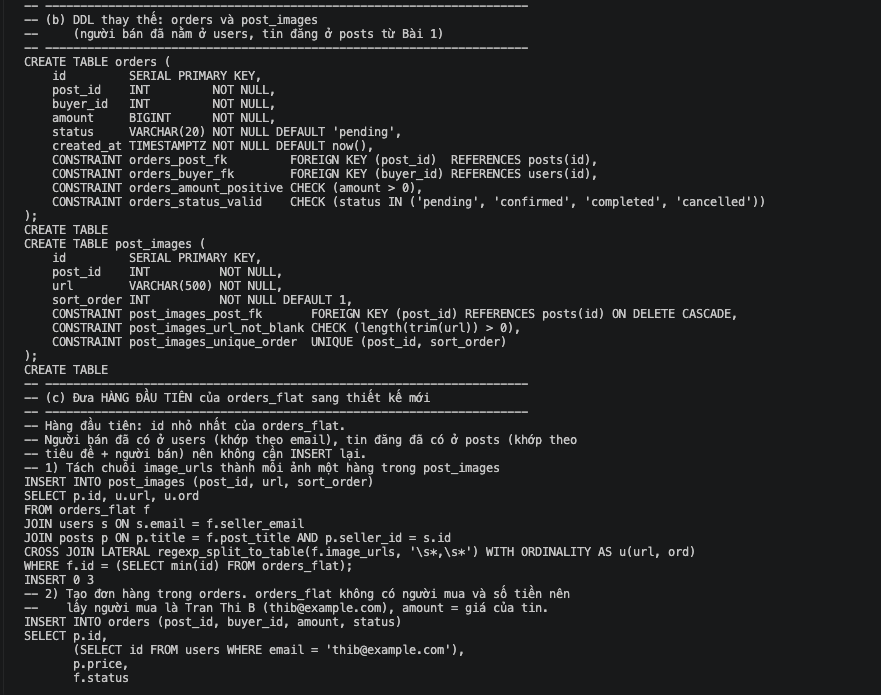 -- ---------------------------------------------------------------------
-- (b) DDL thay thế: orders và post_images
--     (người bán đã nằm ở users, tin đăng ở posts từ Bài 1)
-- ---------------------------------------------------------------------
CREATE TABLE orders (
    id         SERIAL PRIMARY KEY,
    post_id    INT         NOT NULL,
    buyer_id   INT         NOT NULL,
    amount     BIGINT      NOT NULL,
    status     VARCHAR(20) NOT NULL DEFAULT 'pending',
    created_at TIMESTAMPTZ NOT NULL DEFAULT now(),
    CONSTRAINT orders_post_fk         FOREIGN KEY (post_id)  REFERENCES posts(id),
    CONSTRAINT orders_buyer_fk        FOREIGN KEY (buyer_id) REFERENCES users(id),
    CONSTRAINT orders_amount_positive CHECK (amount > 0),
    CONSTRAINT orders_status_valid    CHECK (status IN ('pending', 'confirmed', 'completed', 'cancelled'))
);
CREATE TABLE
CREATE TABLE post_images (
    id         SERIAL PRIMARY KEY,
    post_id    INT          NOT NULL,
    url        VARCHAR(500) NOT NULL,
    sort_order INT          NOT NULL DEFAULT 1,
    CONSTRAINT post_images_post_fk       FOREIGN KEY (post_id) REFERENCES posts(id) ON DELETE CASCADE,
    CONSTRAINT post_images_url_not_blank CHECK (length(trim(url)) > 0),
    CONSTRAINT post_images_unique_order  UNIQUE (post_id, sort_order)
);
CREATE TABLE
-- ---------------------------------------------------------------------
-- (c) Đưa HÀNG ĐẦU TIÊN của orders_flat sang thiết kế mới
-- ---------------------------------------------------------------------
-- Hàng đầu tiên: id nhỏ nhất của orders_flat.
-- Người bán đã có ở users (khớp theo email), tin đăng đã có ở posts (khớp theo
-- tiêu đề + người bán) nên không cần INSERT lại.
-- 1) Tách chuỗi image_urls thành mỗi ảnh một hàng trong post_images
INSERT INTO post_images (post_id, url, sort_order)
SELECT p.id, u.url, u.ord
FROM orders_flat f
JOIN users s ON s.email = f.seller_email
JOIN posts p ON p.title = f.post_title AND p.seller_id = s.id
CROSS JOIN LATERAL regexp_split_to_table(f.image_urls, '\s*,\s*') WITH ORDINALITY AS u(url, ord)
WHERE f.id = (SELECT min(id) FROM orders_flat);
INSERT 0 3
-- 2) Tạo đơn hàng trong orders. orders_flat không có người mua và số tiền nên
--    lấy người mua là Tran Thi B (thib@example.com), amount = giá của tin.
INSERT INTO orders (post_id, buyer_id, amount, status)
SELECT p.id,
       (SELECT id FROM users WHERE email = 'thib@example.com'),
       p.price,
       f.status